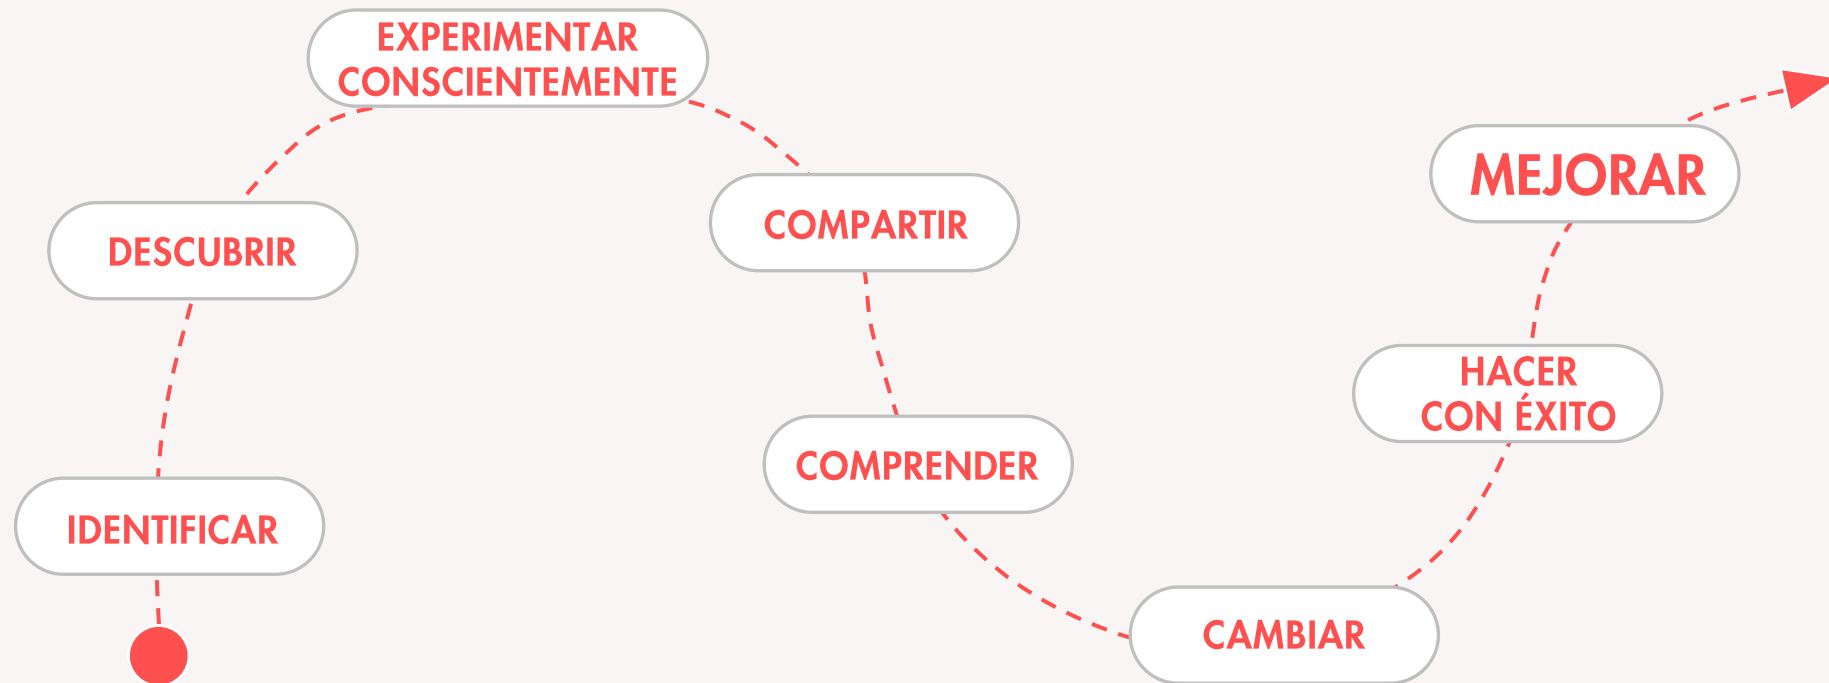 IDENTIFICAR
DESCUBRIR
EXPERIMENTAR
CONSCIENTEMENTE
COMPARTIR
COMPRENDER
CAMBIAR
HACER
CON ÉXITO
MEJORAR